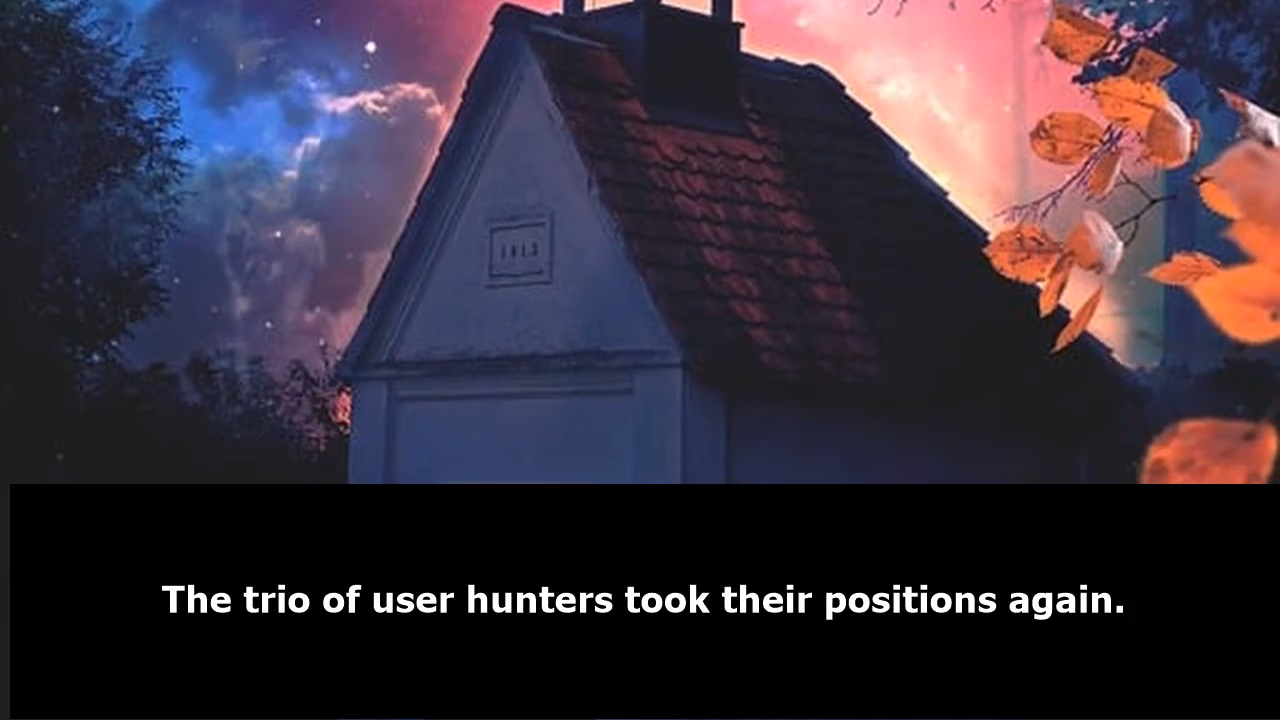 The trio of user hunters took their positions again.